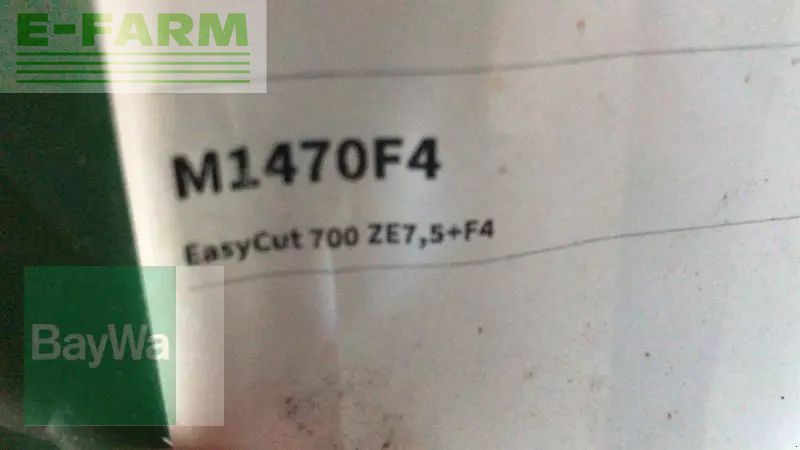 E-FARM
M1470F4
EasyCut 700 ZE7,5+F4
BayWa